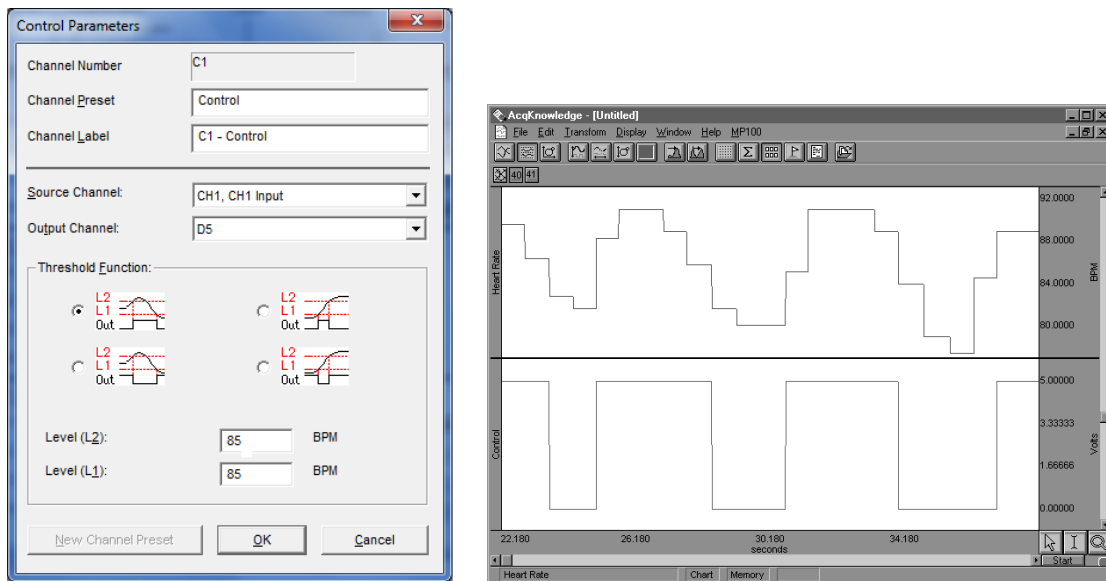 Control Parameters
Channel Number C1
Channel Preset Control
Channel Label C1 - Control
Source Channel: CH1, CH1 Input
Output Channel: D5
Threshold Function:
L2 L2
L1 L1
Out Out
L2 L2
L1 L1
Out Out
Level (L2): 85 BPM
Level (L1): 85 BPM
New Channel Preset OK Cancel
AcqKnowledge - [Untitled]
File Edit Transform Display Window Help MP100
Σ
40 41
Heart Rate
92.0000
88.0000
84.0000
80.0000
BPM
Control
5.00000
3.33333
1.66666
0.00000
Volts
22.180 26.180 30.180 34.180
seconds
Start
Heart Rate Chart Memory